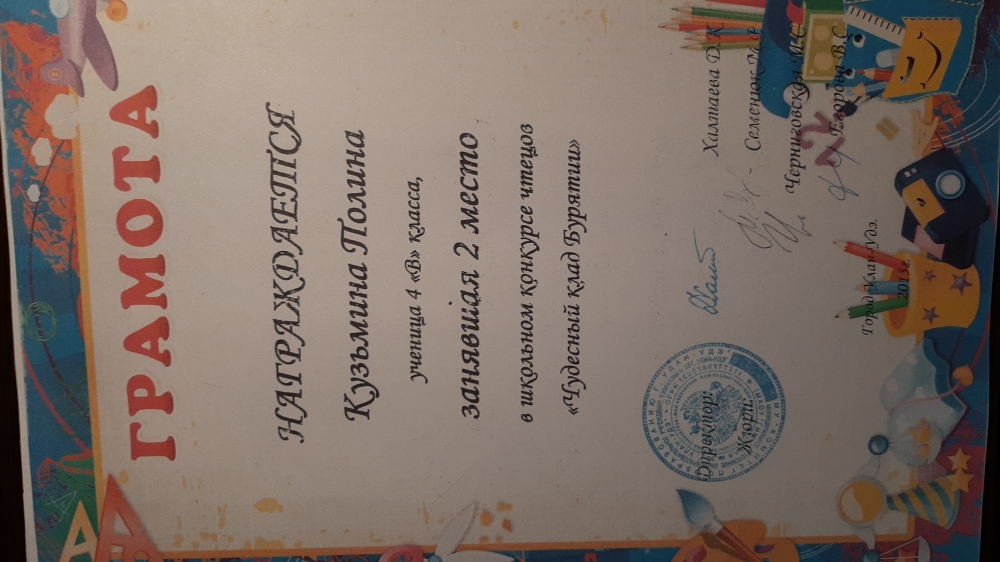 ГРАМОТА
НАГРАЖДАЕТСЯ
Кузьмина Полина
ученица 4 «В» класса,
занявшая 2 место
в школьном конкурсе чтецов
«Чудесный клад Бурятии»
Директор: Халтаева Д.К.
Жюри: Семенюк
Черниговская М.С.
Егорова В.С.
Город Улан-Удэ.
2015г.